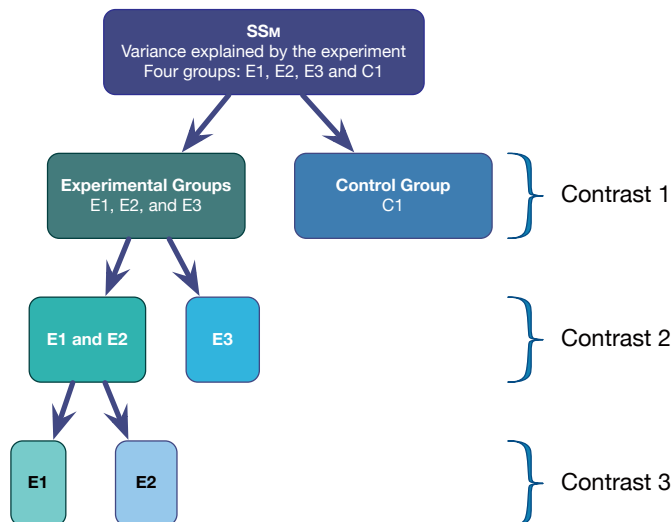 SSM
Variance explained by the experiment
Four groups: E1, E2, E3 and C1
Experimental Groups
E1, E2, and E3
Control Group
C1
Contrast 1
E1 and E2
E3
Contrast 2
E1
E2
Contrast 3